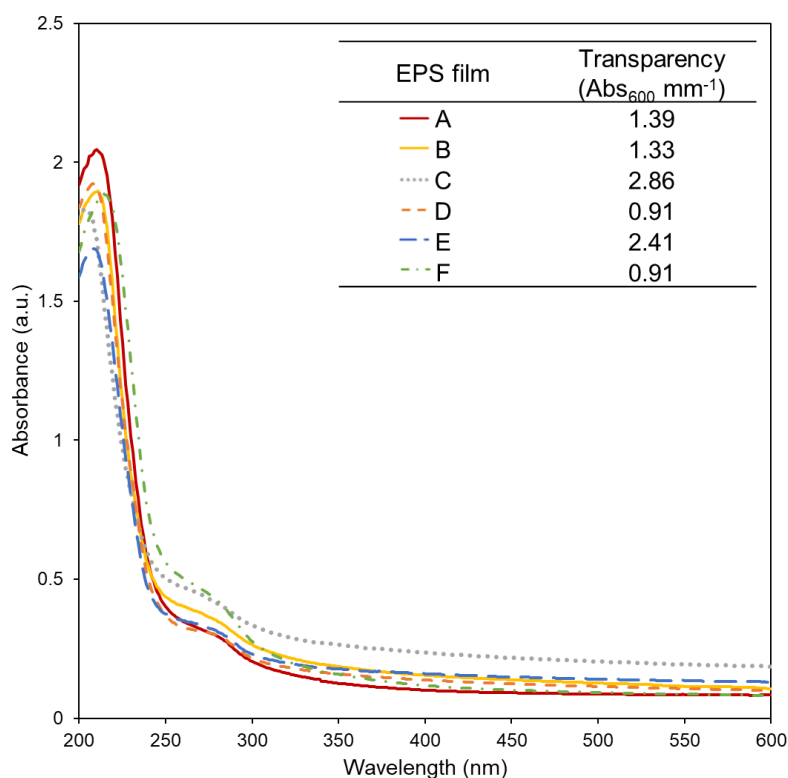 2.5
2
1.5
1
0.5
0
Absorbance (a.u.)
EPS film Transparency (Abs₆₀₀ mm⁻¹)
A 1.39
B 1.33
C 2.86
D 0.91
E 2.41
F 0.91
200 250 300 350 400 450 500 550 600
Wavelength (nm)